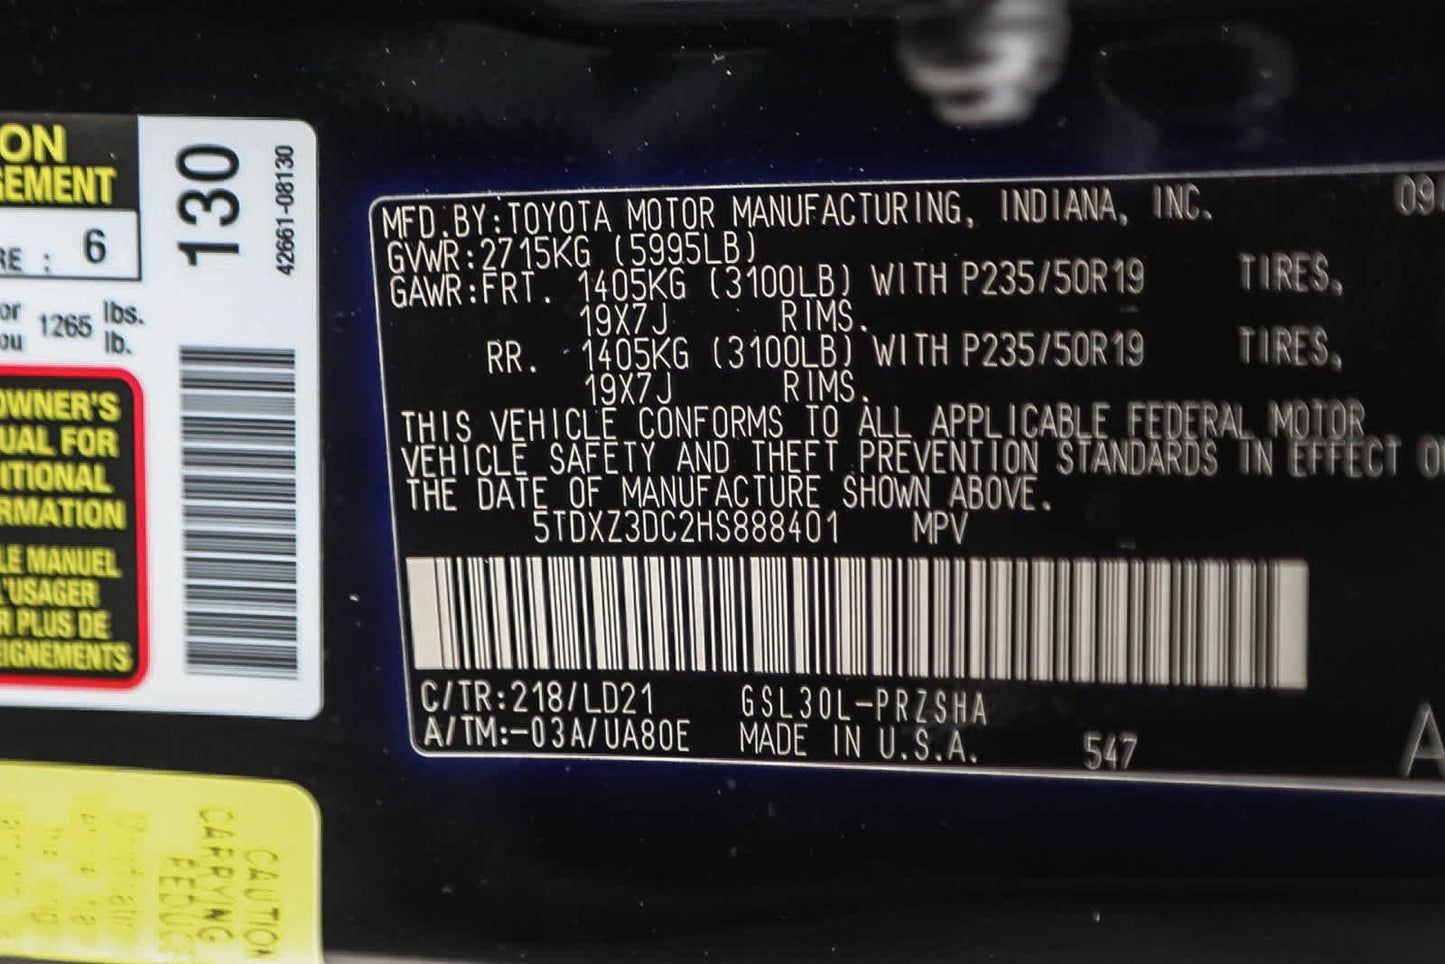 ON
GEMENT
RE : 6
or
ou
1265
lbs.
lb.
OWNER'S
UAL FOR
ITIONAL
RMATION
LE MANUEL
L'USAGER
R PLUS DE
EIGNEMENTS
130
42661-08130
CAUTION
CARRYING
MFD.BY:TOYOTA MOTOR MANUFACTURING, INDIANA, INC. 09/
GVWR:2715KG (5995LB)
GAWR:FRT. 1405KG (3100LB) WITH P235/50R19 TIRES,
19X7J RIMS.
RR. 1405KG (3100LB) WITH P235/50R19 TIRES,
19X7J RIMS.
THIS VEHICLE CONFORMS TO ALL APPLICABLE FEDERAL MOTOR
VEHICLE SAFETY AND THEFT PREVENTION STANDARDS IN EFFECT O
THE DATE OF MANUFACTURE SHOWN ABOVE.
5TDXZ3DC2HS888401 MPV
C/TR:218/LD21 GSL30L-PRZSHA
A/TM:-03A/UA80E MADE IN U.S.A. 547
A